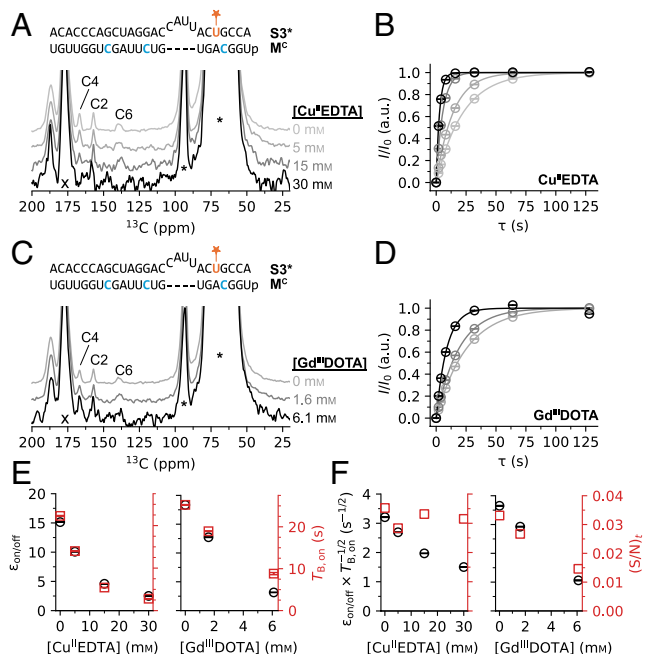 A
ACACCCAGCUAGGACCAUUACUGCCA S3*
UGUUGGUCGAUUCUG----UGACGGUp Mᶜ
C4
C2
C6
[CuᴵᴵEDTA]
0 mM
5 mM
15 mM
30 mM
x
*
*
200 175 150 125 100 75 50 25
¹³C (ppm)
B
I/I₀ (a.u.)
1.0
0.8
0.6
0.4
0.2
0.0
CuᴵᴵEDTA
0 25 50 75 100 125
τ (s)
C
ACACCCAGCUAGGACCAUUACUGCCA S3*
UGUUGGUCGAUUCUG----UGACGGUp Mᶜ
C4
C2
C6
[GdᴵᴵᴵDOTA]
0 mM
1.6 mM
6.1 mM
x
*
*
200 175 150 125 100 75 50 25
¹³C (ppm)
D
I/I₀ (a.u.)
1.0
0.8
0.6
0.4
0.2
0.0
GdᴵᴵᴵDOTA
0 25 50 75 100 125
τ (s)
E
εon/off
20
15
10
5
0
0 10 20 30
[CuᴵᴵEDTA] (mM)
0 2 4 6
[GdᴵᴵᴵDOTA] (mM)
20
10
0
TB,on (s)
F
εon/off × TB,on⁻¹/² (s⁻¹/²)
4
3
2
1
0
0 10 20 30
[CuᴵᴵEDTA] (mM)
0 2 4 6
[GdᴵᴵᴵDOTA] (mM)
0.04
0.03
0.02
0.01
0.00
(S/N)t